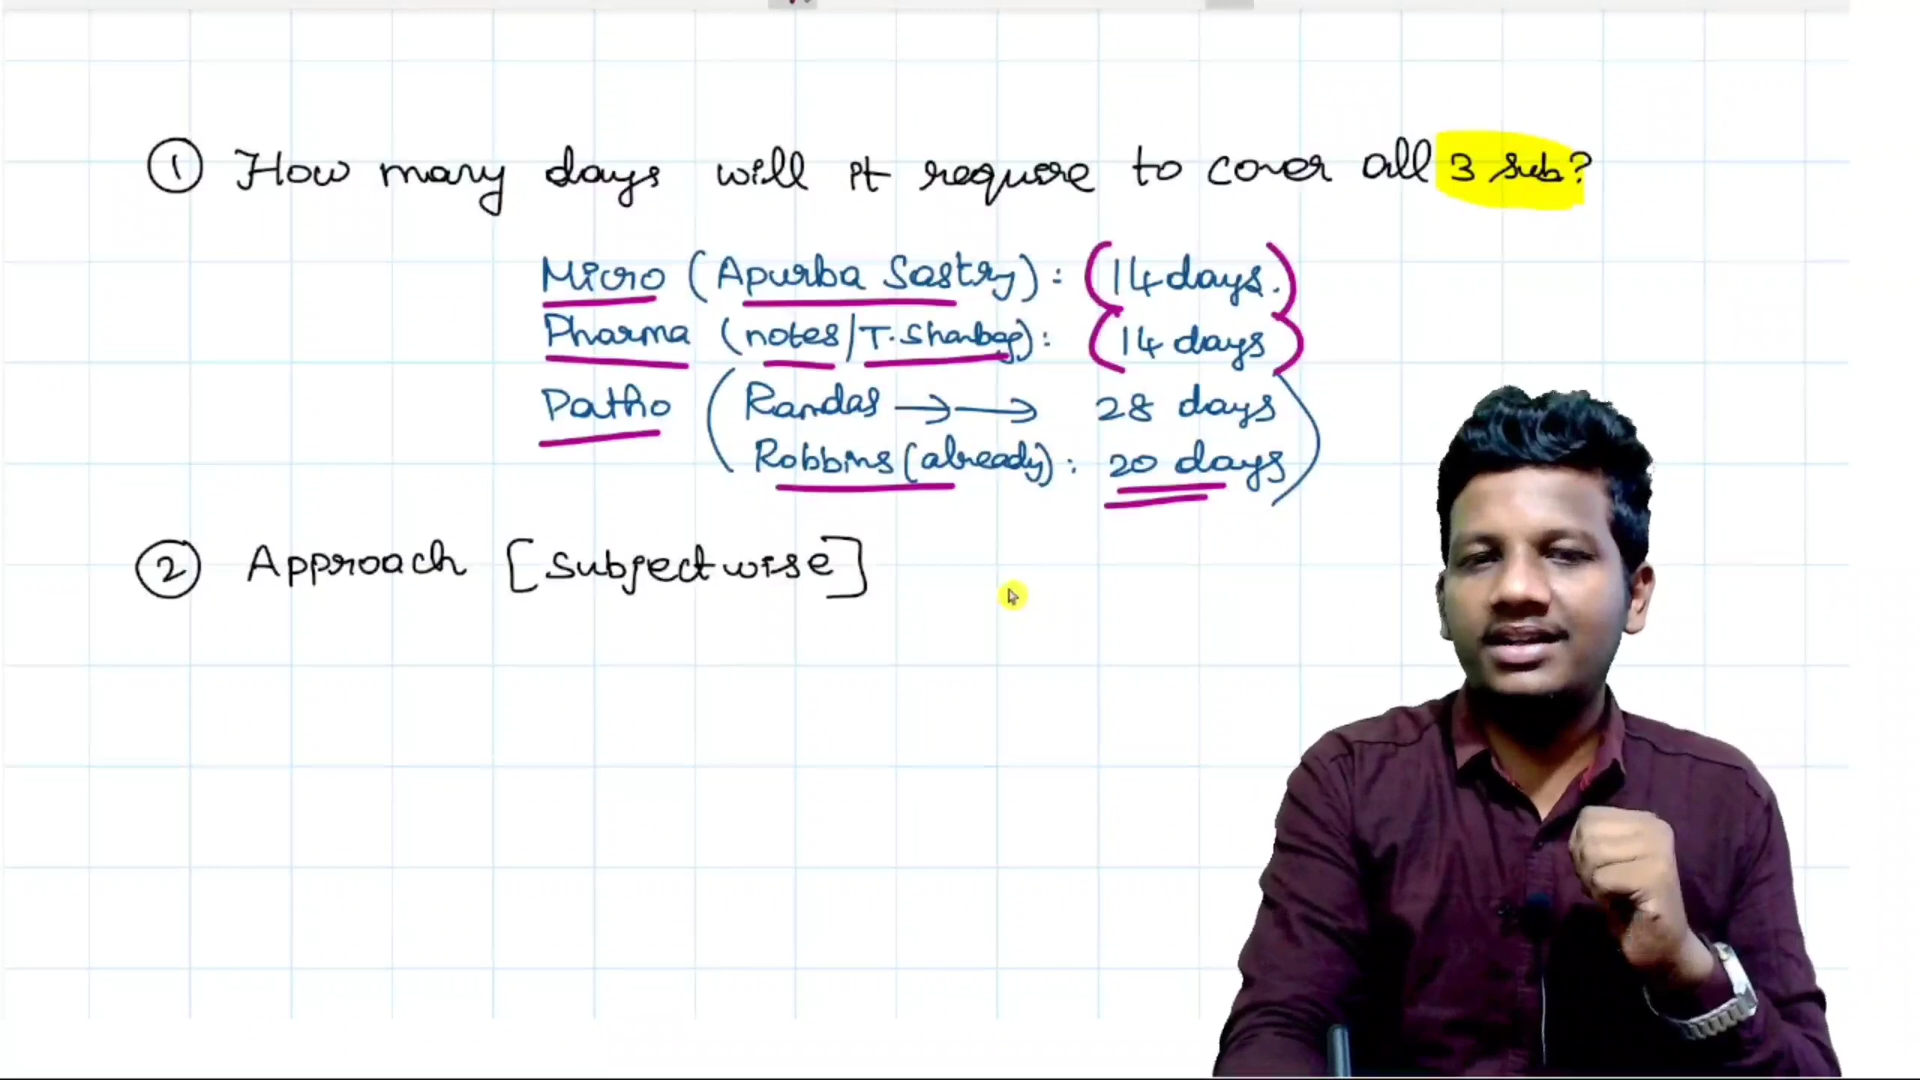 ① How many days will it require to cover all 3 sub?
Micro (Apurba Sastry): (14 days.)
Pharma (notes/T. Shanbag): (14 days)
Patho (Randas →→ 28 days
Robbins (already): 20 days)
② Approach [subjectwise]